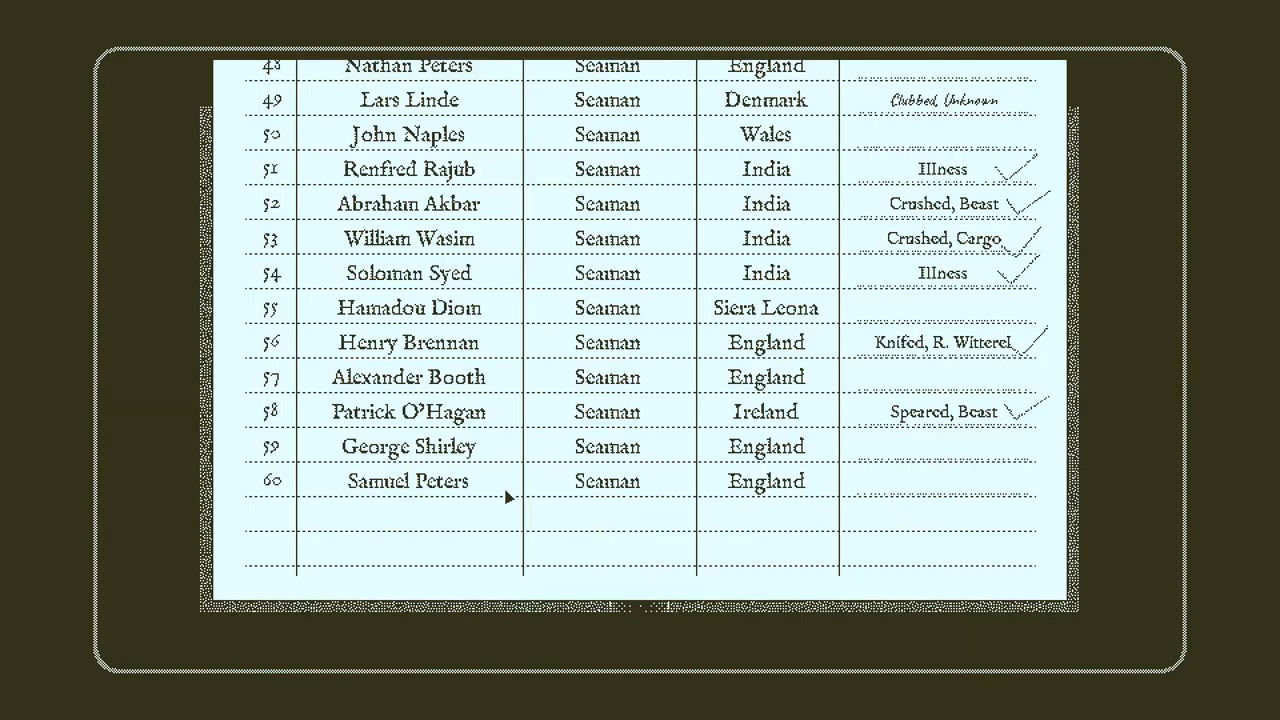 48 Nathan Peters Seaman England
49 Lars Linde Seaman Denmark Clubbed, Unknown
50 John Naples Seaman Wales
51 Renfred Rajub Seaman India Illness
52 Abraham Akbar Seaman India Crushed, Beast
53 William Wasim Seaman India Crushed, Cargo
54 Soloman Syed Seaman India Illness
55 Hamadou Diom Seaman Siera Leona
56 Henry Brennan Seaman England Knifed, R. Witterel
57 Alexander Booth Seaman England
58 Patrick O'Hagan Seaman Ireland Speared, Beast
59 George Shirley Seaman England
60 Samuel Peters Seaman England